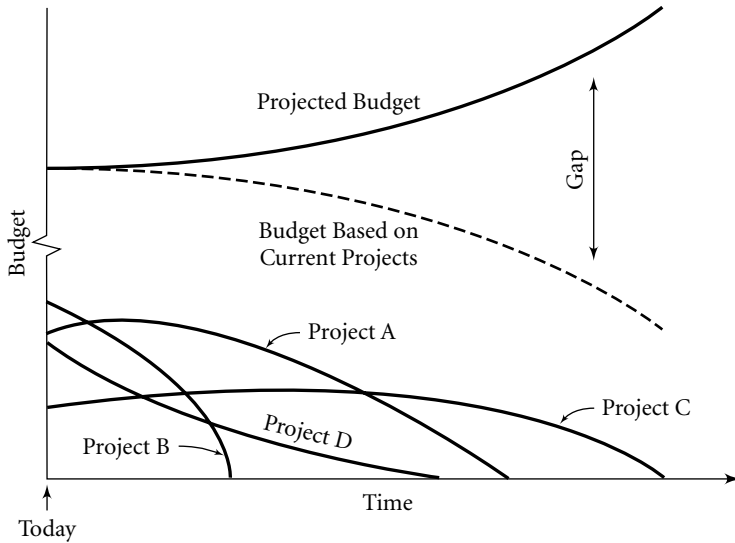 Projected Budget
Gap
Budget
Budget Based on
Current Projects
Project A
Project C
Project D
Project B
Time
Today